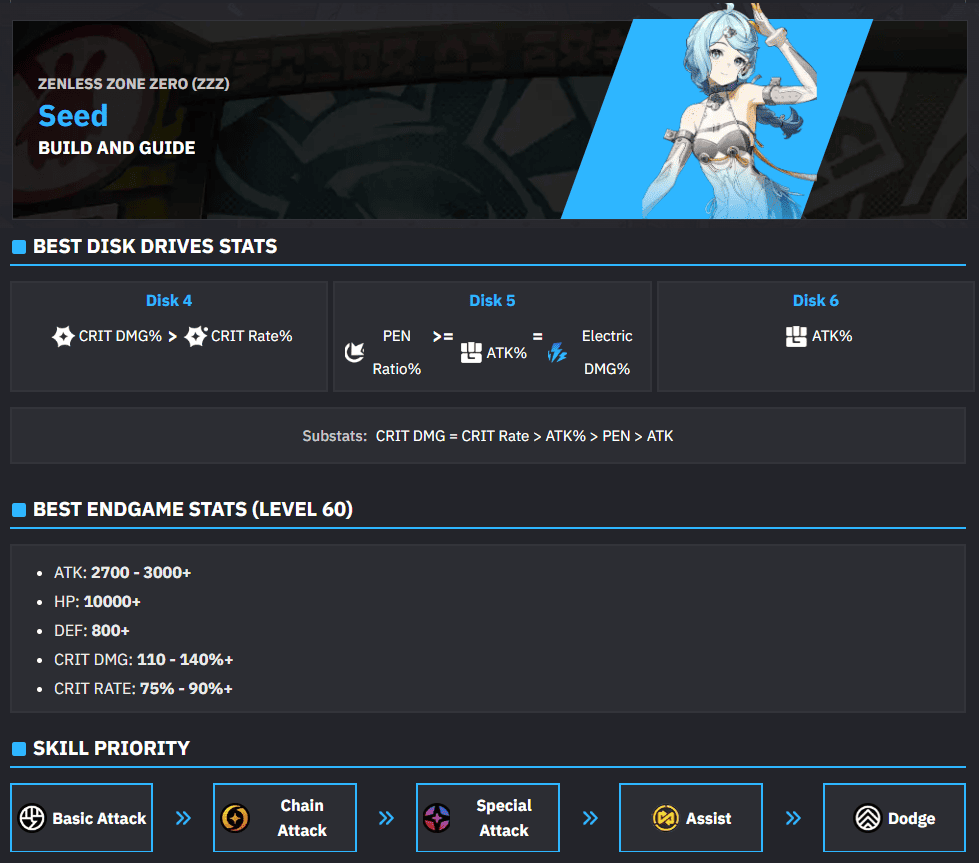 ZENLESS ZONE ZERO (ZZZ)
Seed
BUILD AND GUIDE
BEST DISK DRIVES STATS
Disk 4
CRIT DMG% > CRIT Rate%
Disk 5
PEN Ratio% >= ATK% = Electric DMG%
Disk 6
ATK%
Substats: CRIT DMG = CRIT Rate > ATK% > PEN > ATK
BEST ENDGAME STATS (LEVEL 60)
• ATK: 2700 - 3000+
• HP: 10000+
• DEF: 800+
• CRIT DMG: 110 - 140%+
• CRIT RATE: 75% - 90%+
SKILL PRIORITY
Basic Attack » Chain Attack » Special Attack » Assist » Dodge